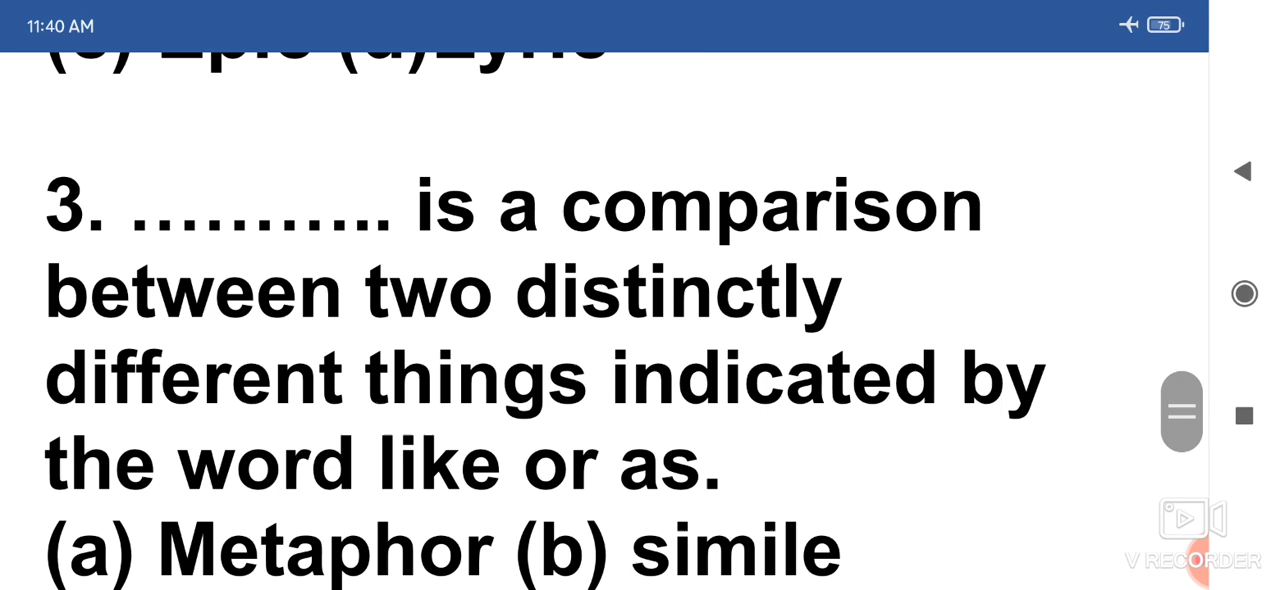 11:40 AM
75
3. ……….. is a comparison
between two distinctly
different things indicated by
the word like or as.
(a) Metaphor (b) simile
V RECORDER